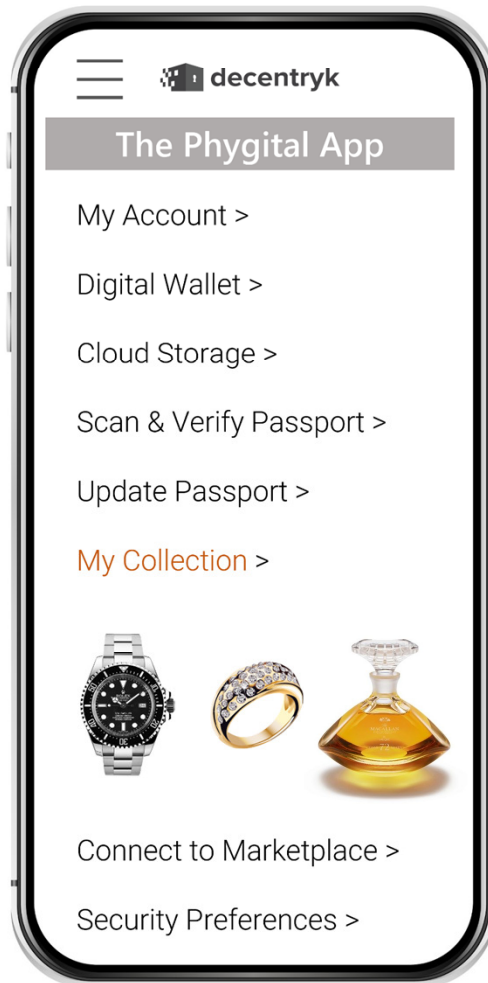 decentryk
The Phygital App
My Account >
Digital Wallet >
Cloud Storage >
Scan & Verify Passport >
Update Passport >
My Collection >
Connect to Marketplace >
Security Preferences >